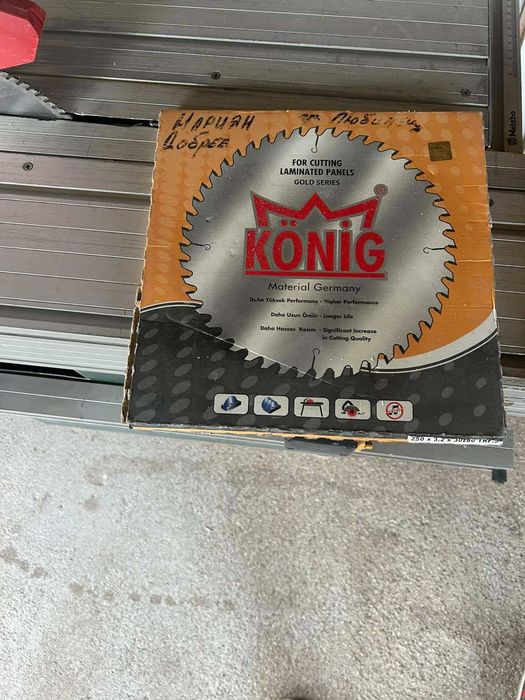 МАРИЯН гр. Любимец
Добрев
FOR CUTTING
LAMINATED PANELS
GOLD SERIES
®
KÖNİG
Material Germany
Daha Yüksek Performans - Higher Performance
Daha Uzun Ömür - Longer Life
Daha Hassas Kesim - Significant Increase
in Cutting Quality
Metabo